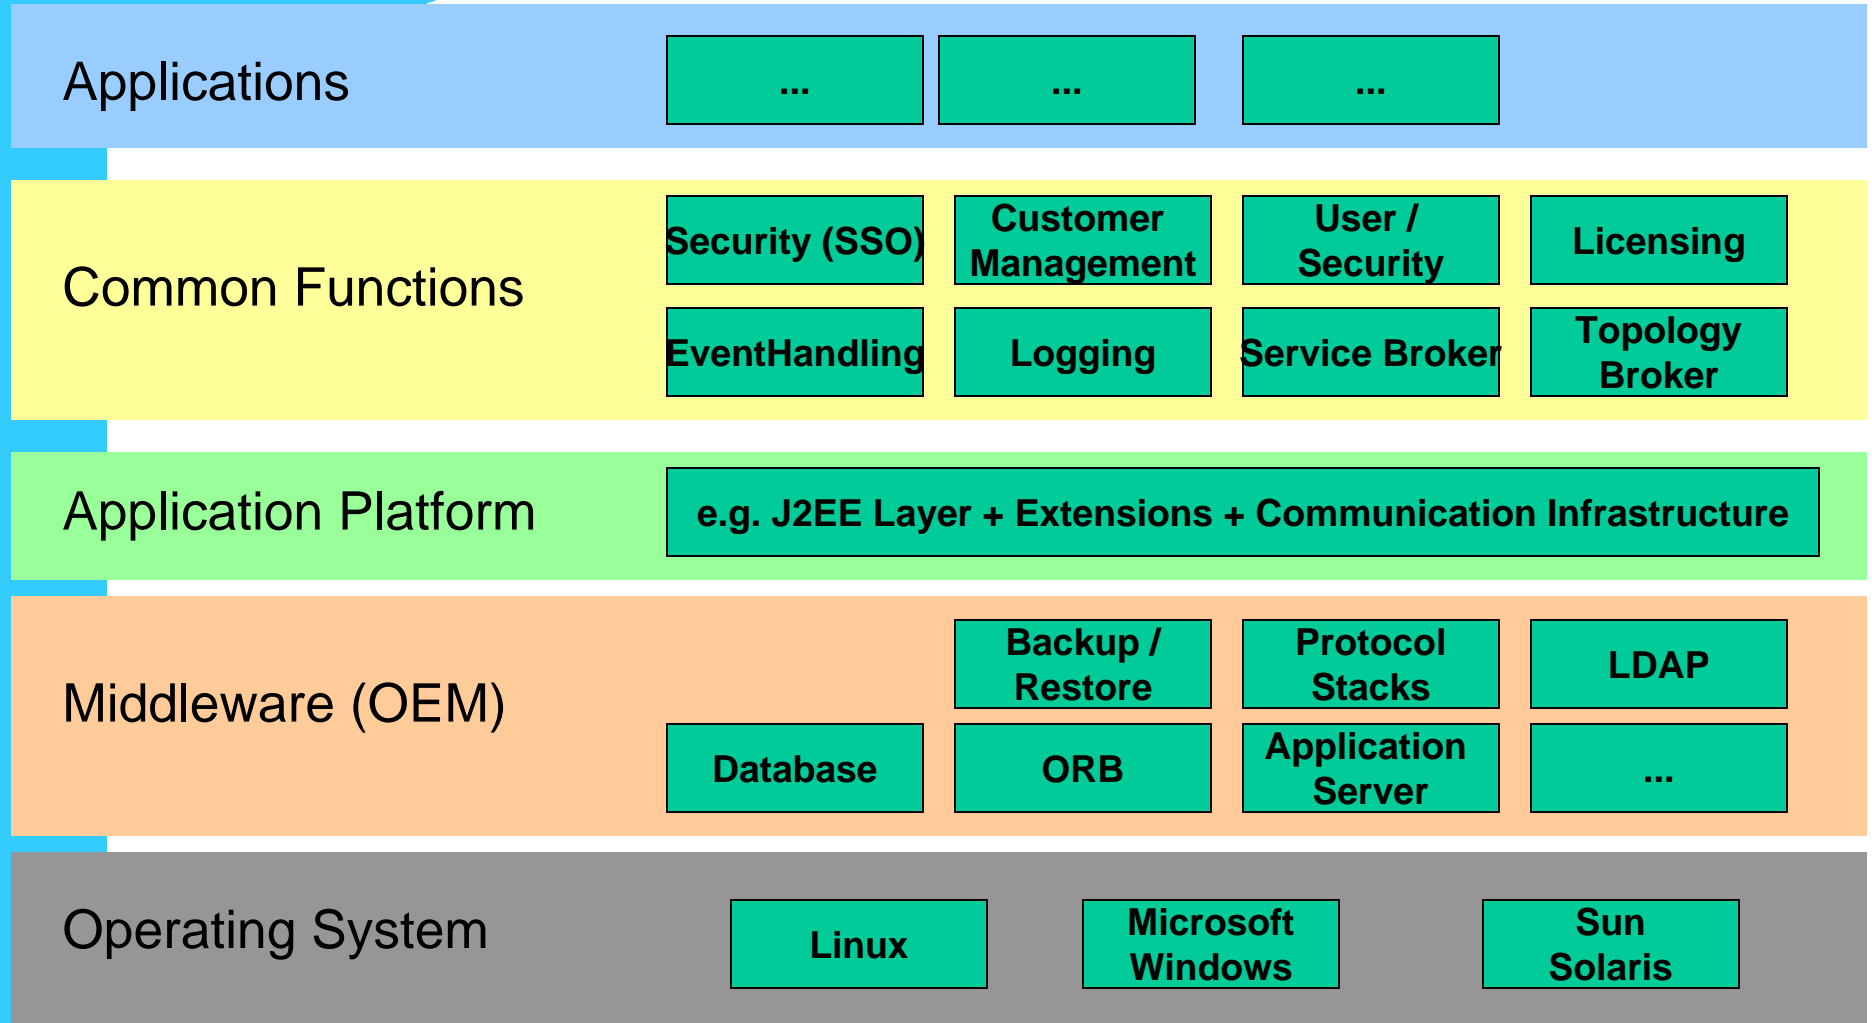 Applications
...
...
...
Common Functions
Security (SSO)
Customer
Management
User /
Security
Licensing
EventHandling
Logging
Service Broker
Topology
Broker
Application Platform
e.g. J2EE Layer + Extensions + Communication Infrastructure
Middleware (OEM)
Backup /
Restore
Protocol
Stacks
LDAP
Database
ORB
Application
Server
...
Operating System
Linux
Microsoft
Windows
Sun
Solaris